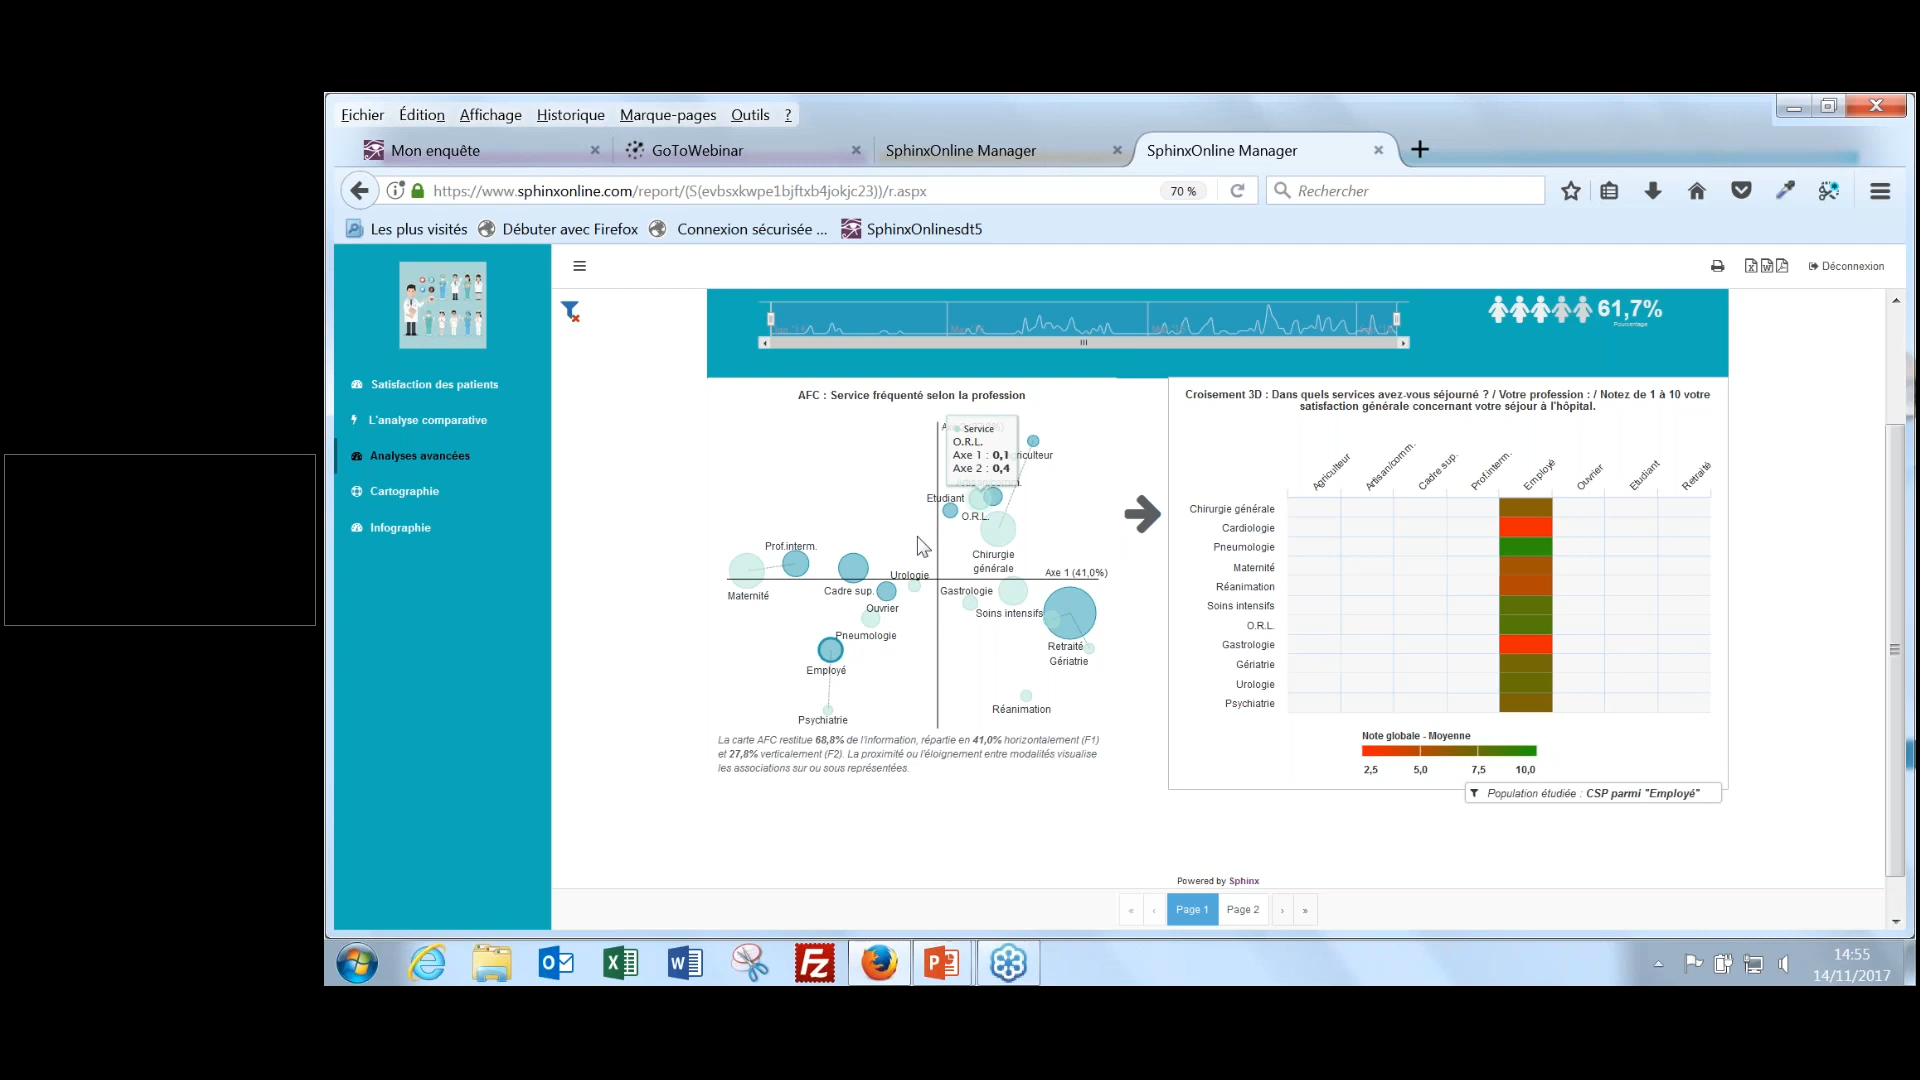 Fichier Édition Affichage Historique Marque-pages Outils ?
Mon enquête
GoToWebinar
SphinxOnline Manager
SphinxOnline Manager
https://www.sphinxonline.com/report/(S(evbsxkwpe1bjftxb4jokjc23))/r.aspx
70 %
Rechercher
Les plus visités
Débuter avec Firefox
Connexion sécurisée ...
SphinxOnlinesdt5
Déconnexion
Satisfaction des patients
L'analyse comparative
Analyses avancées
Cartographie
Infographie
61,7%
Pourcentage
AFC : Service fréquenté selon la profession
Service
O.R.L.
Axe 1 : 0,1
Axe 2 : 0,4
riculteur
Etudiant
O.R.L.
Chirurgie
générale
Prof.interm.
Maternité
Cadre sup.
Urologie
Axe 1 (41,0%)
Ouvrier
Gastrologie
Soins intensifs
Pneumologie
Employé
Retraité
Gériatrie
Psychiatrie
Réanimation
La carte AFC restitue 68,8% de l'information, répartie en 41,0% horizontalement (F1)
et 27,8% verticalement (F2). La proximité ou l'éloignement entre modalités visualise
les associations sur ou sous représentées.
Croisement 3D : Dans quels services avez-vous séjourné ? / Votre profession : / Notez de 1 à 10 votre
satisfaction générale concernant votre séjour à l'hôpital.
Agriculteur
Artisan/comm.
Cadre sup.
Prof.interm.
Employé
Ouvrier
Etudiant
Retraité
Chirurgie générale
Cardiologie
Pneumologie
Maternité
Réanimation
Soins intensifs
O.R.L.
Gastrologie
Gériatrie
Urologie
Psychiatrie
Note globale - Moyenne
2,5 5,0 7,5 10,0
Population étudiée : CSP parmi "Employé"
Powered by Sphinx
« ‹ Page 1 Page 2 › »
14:55
14/11/2017